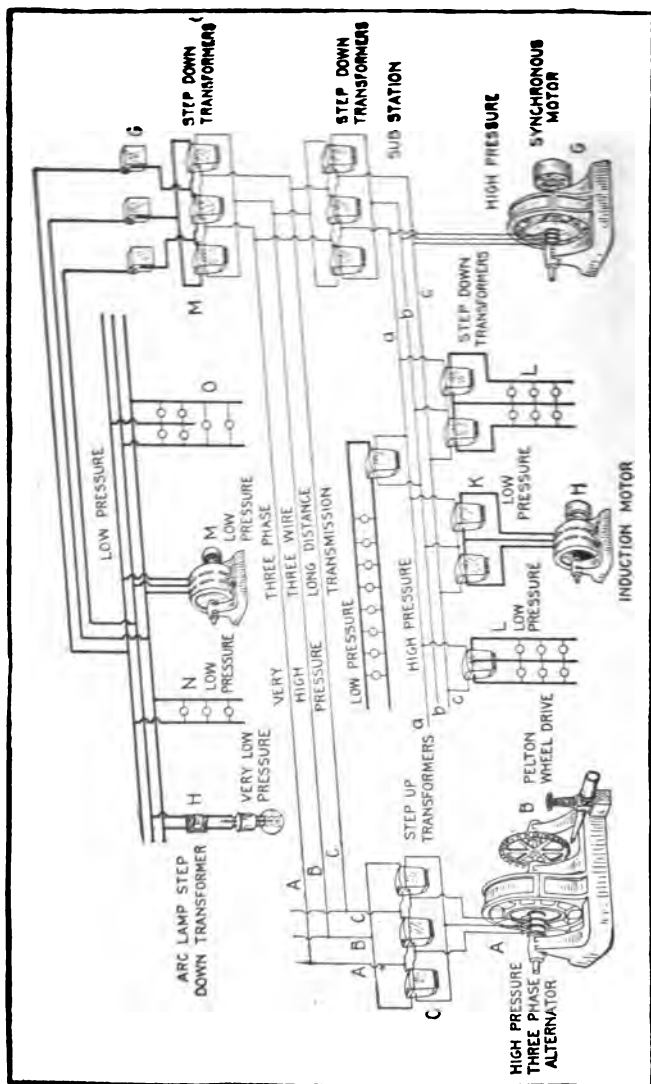 STEP DOWN
TRANSFORMERS
G
M
LOW PRESSURE
O
M
LOW
PRESSURE
N
LOW
PRESSURE
H
VERY LOW
PRESSURE
ARC LAMP STEP
DOWN TRANSFORMER
STEP DOWN
TRANSFORMERS
SUB STATION
VERY THREE PHASE
HIGH THREE WIRE
PRESSURE LONG DISTANCE
TRANSMISSION
A
B
C
A
B
C
STEP UP
TRANSFORMERS
C
LOW PRESSURE
HIGH PRESSURE
a
b
c
a
b
c
STEP DOWN
TRANSFORMERS
L
LOW
PRESSURE
K
LOW
PRESSURE
L
H
INDUCTION MOTOR
HIGH PRESSURE
SYNCHRONOUS
MOTOR
G
PELTON
WHEEL DRIVE
B
A
HIGH PRESSURE
THREE PHASE
ALTERNATOR